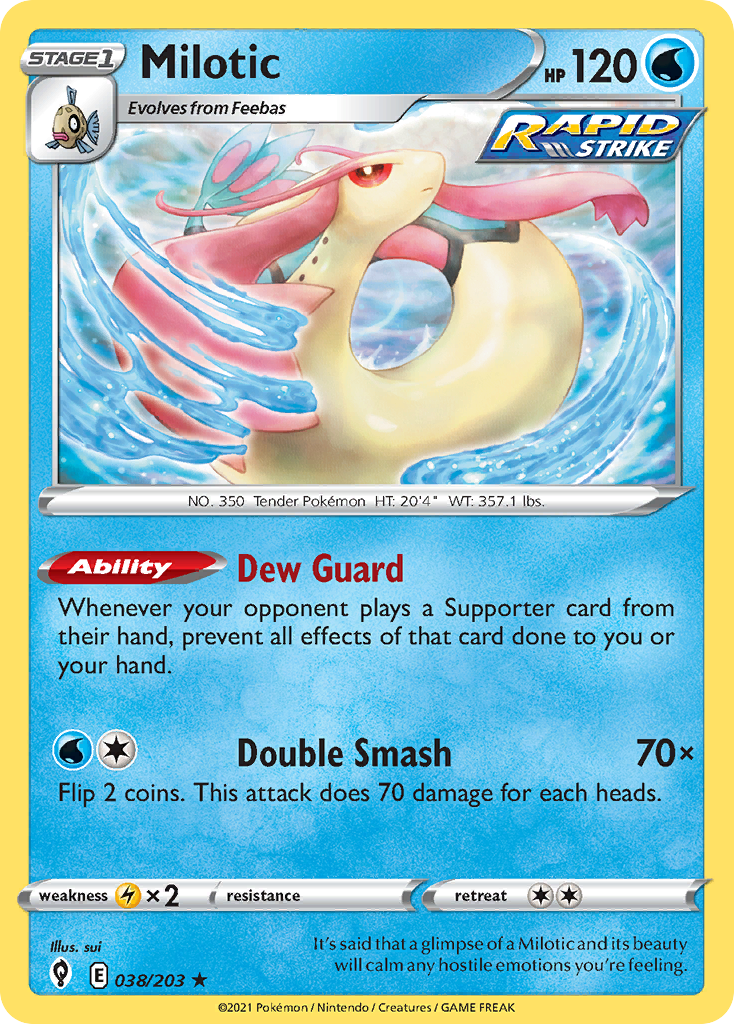 STAGE1
Milotic
HP 120
Evolves from Feebas
RAPID
STRIKE
NO. 350 Tender Pokémon HT: 20'4" WT: 357.1 lbs.
Ability Dew Guard
Whenever your opponent plays a Supporter card from
their hand, prevent all effects of that card done to you or
your hand.
Double Smash 70×
Flip 2 coins. This attack does 70 damage for each heads.
weakness ×2 resistance retreat
Illus. sui
It's said that a glimpse of a Milotic and its beauty
will calm any hostile emotions you're feeling.
E 038/203 ★
©2021 Pokémon / Nintendo / Creatures / GAME FREAK